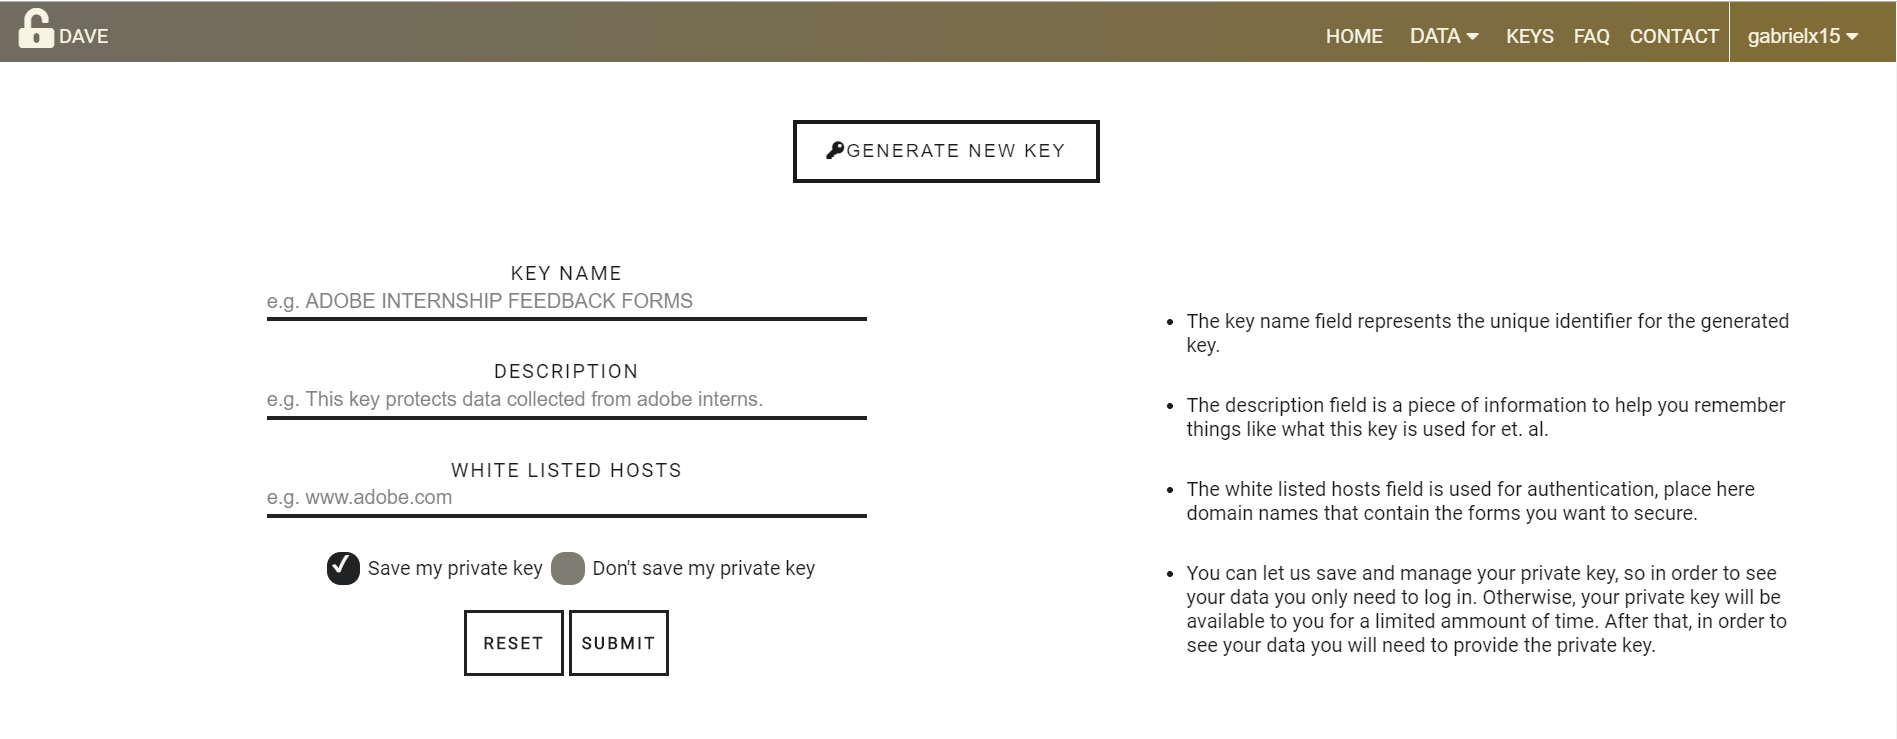 DAVE
HOME DATA KEYS FAQ CONTACT gabrielx15
GENERATE NEW KEY
KEY NAME
e.g. ADOBE INTERNSHIP FEEDBACK FORMS
DESCRIPTION
e.g. This key protects data collected from adobe interns.
WHITE LISTED HOSTS
e.g. www.adobe.com
Save my private key Don't save my private key
RESET SUBMIT
• The key name field represents the unique identifier for the generated
key.
• The description field is a piece of information to help you remember
things like what this key is used for et. al.
• The white listed hosts field is used for authentication, place here
domain names that contain the forms you want to secure.
• You can let us save and manage your private key, so in order to see
your data you only need to log in. Otherwise, your private key will be
available to you for a limited ammount of time. After that, in order to
see your data you will need to provide the private key.